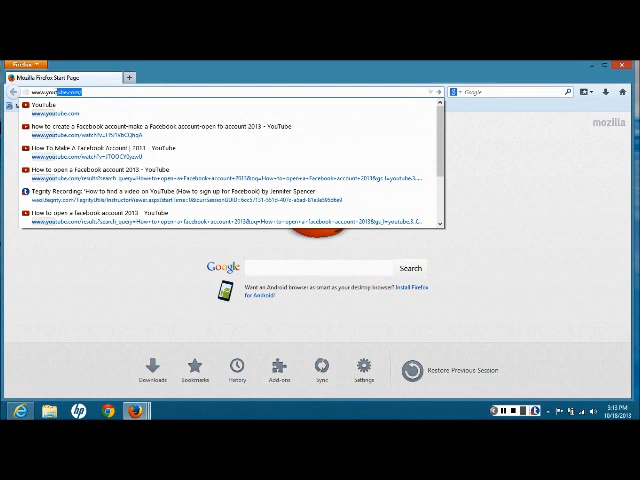 Firefox
Mozilla Firefox Start Page
www.youtube.com/
Google
YouTube
www.youtube.com
how to create a Facebook account-make a Facebook account-open fb account 2013 - YouTube
How To Make A Facebook Account | 2013 - YouTube
How to open a Facebook account 2013 - YouTube
Tegrity Recording: 'How to find a video on YouTube (How to sign up for Facebook) by Jennifer Spencer
How to open a facebook account 2013 - YouTube
mozilla
Google
Search
Want an Android browser as smart as your desktop browser? Install Firefox
for Android!
Downloads
Bookmarks
History
Add-ons
Sync
Settings
Restore Previous Session
3:13 PM
10/18/2013